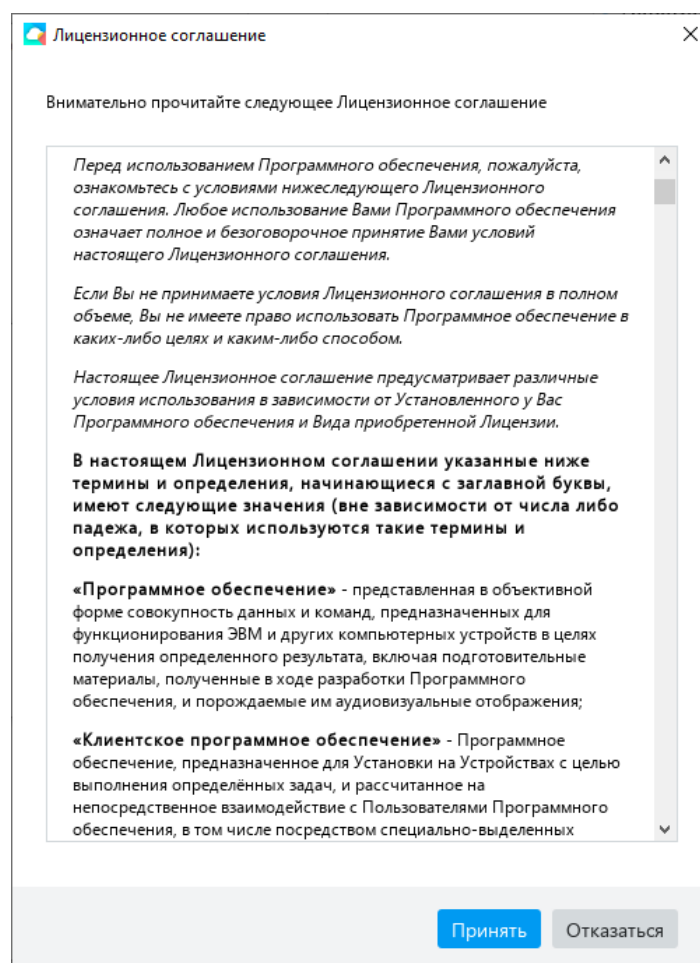 Лицензионное соглашение
Внимательно прочитайте следующее Лицензионное соглашение
Перед использованием Программного обеспечения, пожалуйста,
ознакомьтесь с условиями нижеследующего Лицензионного
соглашения. Любое использование Вами Программного обеспечения
означает полное и безоговорочное принятие Вами условий
настоящего Лицензионного соглашения.
Если Вы не принимаете условия Лицензионного соглашения в полном
объеме, Вы не имеете право использовать Программное обеспечение в
каких-либо целях и каким-либо способом.
Настоящее Лицензионное соглашение предусматривает различные
условия использования в зависимости от Установленного у Вас
Программного обеспечения и Вида приобретенной Лицензии.
В настоящем Лицензионном соглашении указанные ниже
термины и определения, начинающиеся с заглавной буквы,
имеют следующие значения (вне зависимости от числа либо
падежа, в которых используются такие термины и
определения):
«Программное обеспечение» - представленная в объективной
форме совокупность данных и команд, предназначенных для
функционирования ЭВМ и других компьютерных устройств в целях
получения определенного результата, включая подготовительные
материалы, полученные в ходе разработки Программного
обеспечения, и порождаемые им аудиовизуальные отображения;
«Клиентское программное обеспечение» - Программное
обеспечение, предназначенное для Установки на Устройствах с целью
выполнения определённых задач, и рассчитанное на
непосредственное взаимодействие с Пользователями Программного
обеспечения, в том числе посредством специально-выделенных
Принять
Отказаться